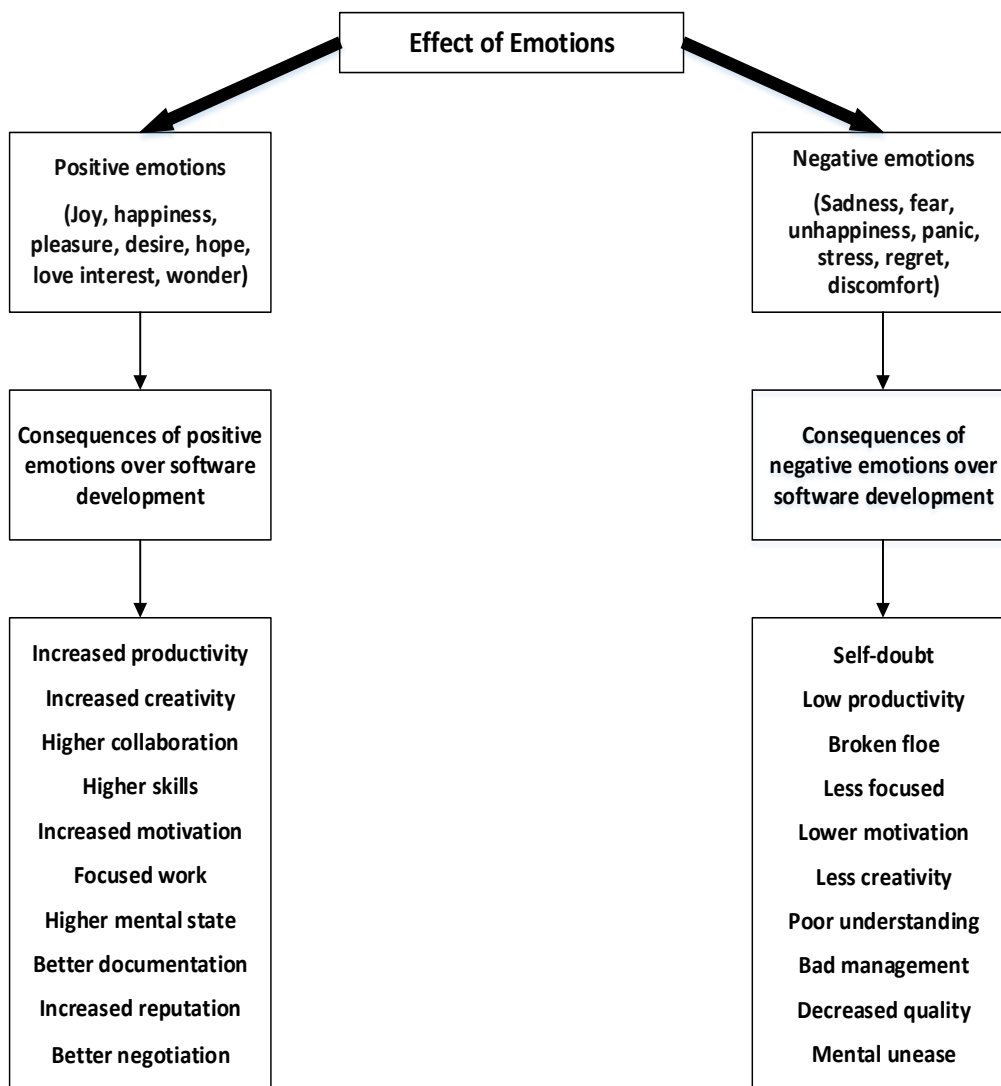 Effect of Emotions
Positive emotions
(Joy, happiness,
pleasure, desire, hope,
love interest, wonder)
Negative emotions
(Sadness, fear,
unhappiness, panic,
stress, regret,
discomfort)
Consequences of positive
emotions over software
development
Consequences of
negative emotions over
software development
Increased productivity
Increased creativity
Higher collaboration
Higher skills
Increased motivation
Focused work
Higher mental state
Better documentation
Increased reputation
Better negotiation
Self-doubt
Low productivity
Broken floe
Less focused
Lower motivation
Less creativity
Poor understanding
Bad management
Decreased quality
Mental unease